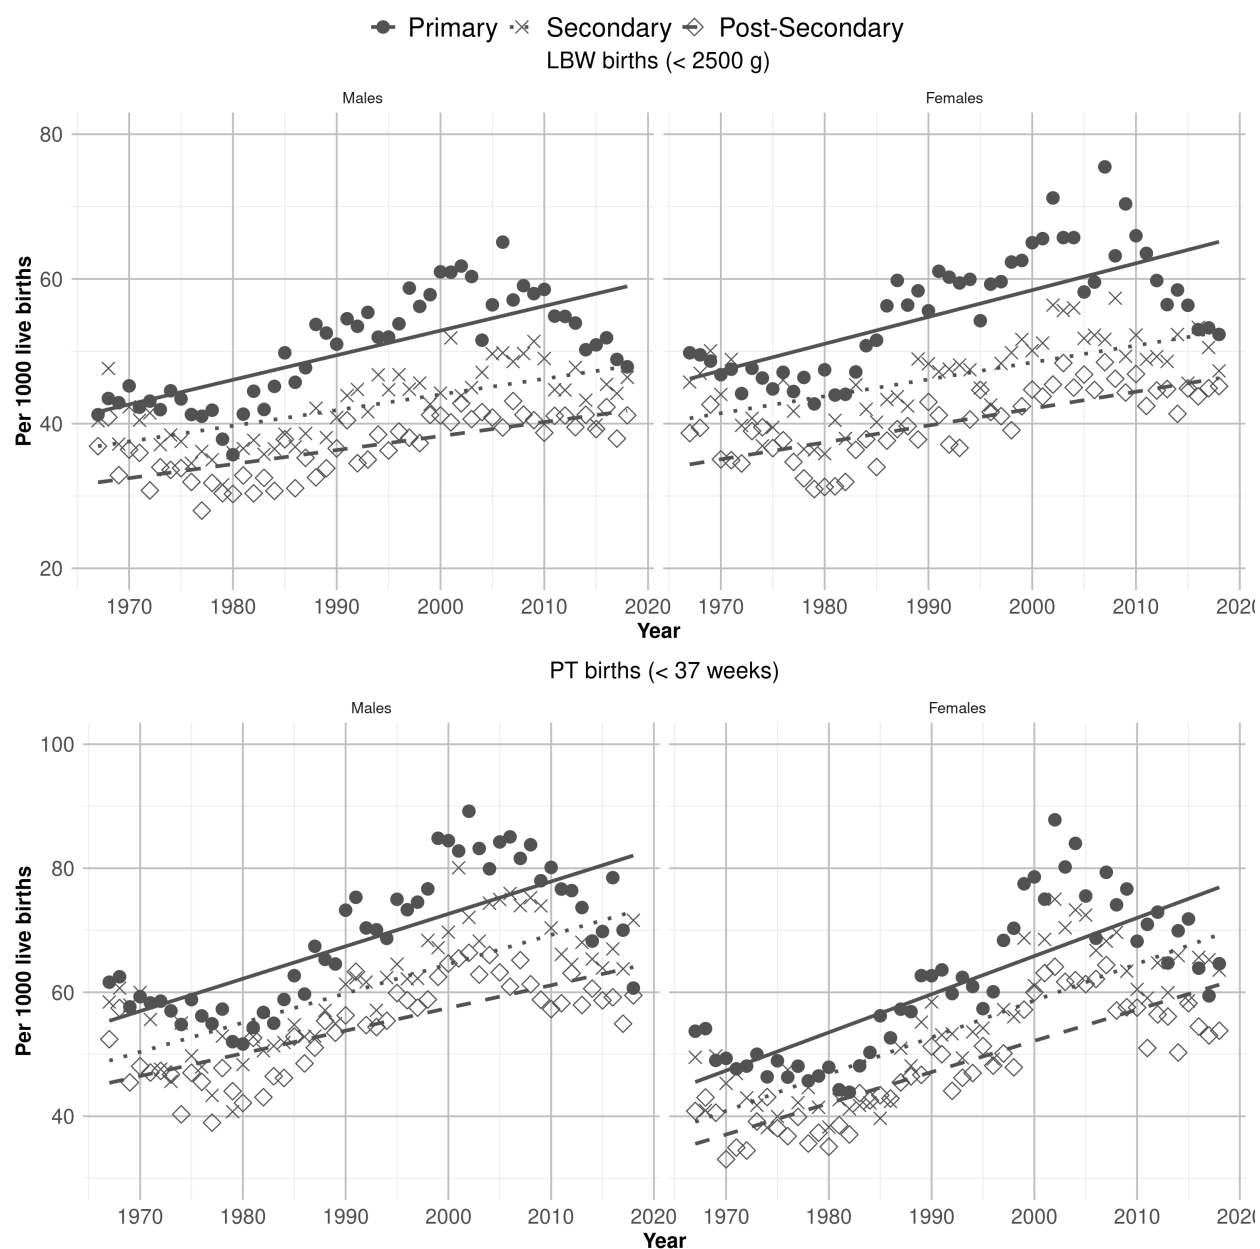 Primary Secondary Post-Secondary
LBW births (< 2500 g)
Males Females
80
60
40
20
Per 1000 live births
1970 1980 1990 2000 2010 2020 1970 1980 1990 2000 2010 2020
Year
PT births (< 37 weeks)
Males Females
100
80
60
40
Per 1000 live births
1970 1980 1990 2000 2010 2020 1970 1980 1990 2000 2010 2020
Year